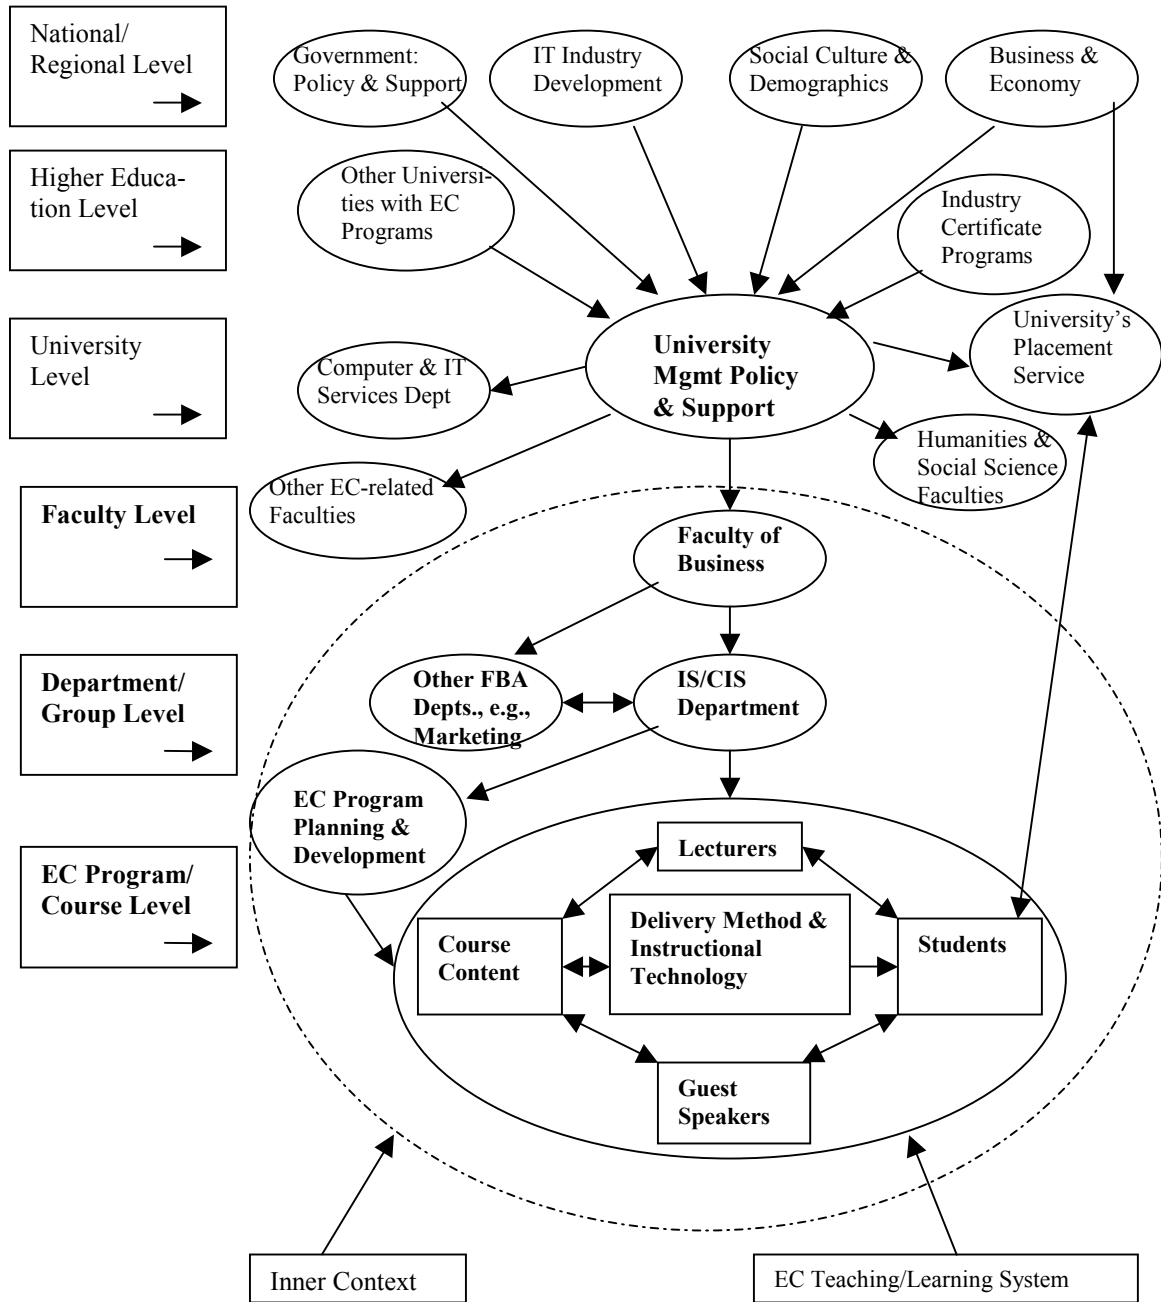 National/
Regional Level
Government:
Policy & Support
IT Industry
Development
Social Culture &
Demographics
Business &
Economy
Higher Educa-
tion Level
Other Universi-
ties with EC
Programs
Industry
Certificate
Programs
University
Level
Computer & IT
Services Dept
University
Mgmt Policy
& Support
University’s
Placement
Service
Humanities &
Social Science
Faculties
Other EC-related
Faculties
Faculty Level
Faculty of
Business
Department/
Group Level
Other FBA
Depts., e.g.,
Marketing
IS/CIS
Department
EC Program
Planning &
Development
EC Program/
Course Level
Lecturers
Course
Content
Delivery Method &
Instructional
Technology
Students
Guest
Speakers
Inner Context
EC Teaching/Learning System